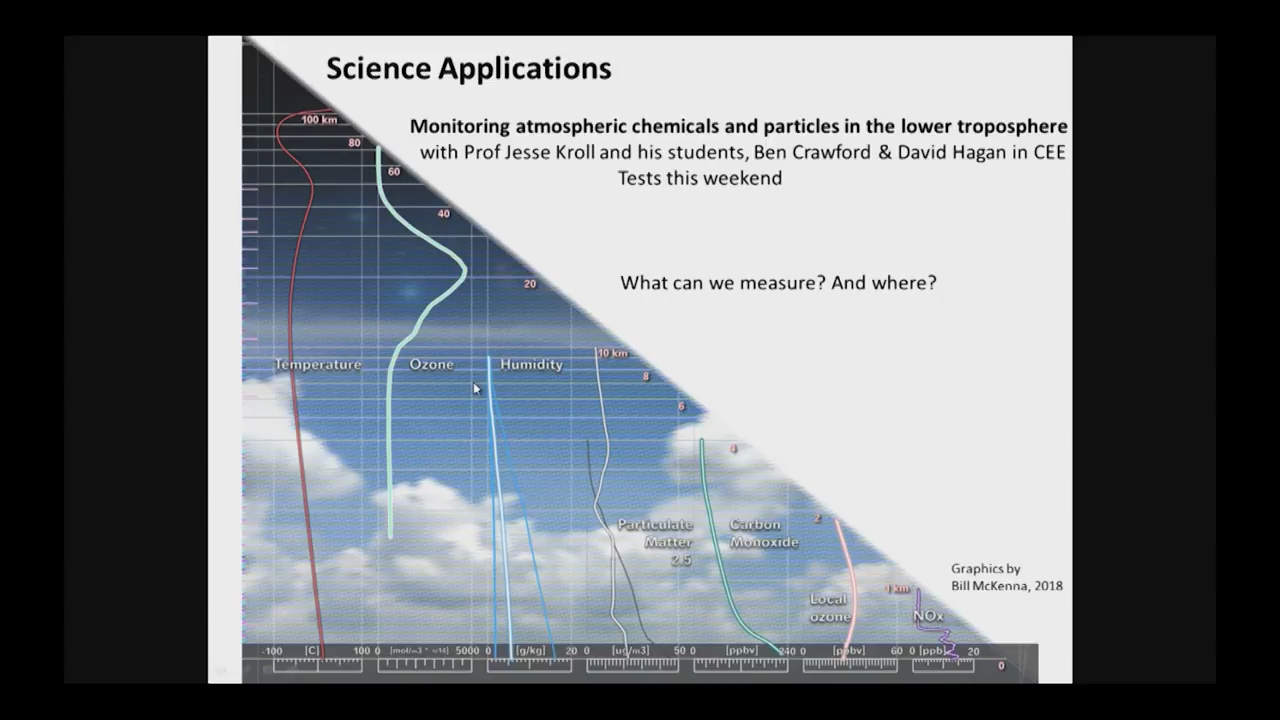 Science Applications
Monitoring atmospheric chemicals and particles in the lower troposphere
with Prof Jesse Kroll and his students, Ben Crawford & David Hagan in CEE
Tests this weekend
What can we measure? And where?
100 km
80
60
40
20
10 km
8
6
4
2
1 km
0
Temperature
Ozone
Humidity
Particulate
Matter
2.5
Carbon
Monoxide
Local
ozone
NOx
Graphics by
Bill McKenna, 2018
-100 [C] 100 0 5000 0 [g/kg] 20 0 [ug/m3] 50 0 [ppbv] 240 0 [ppbv] 60 0 [ppb] 20